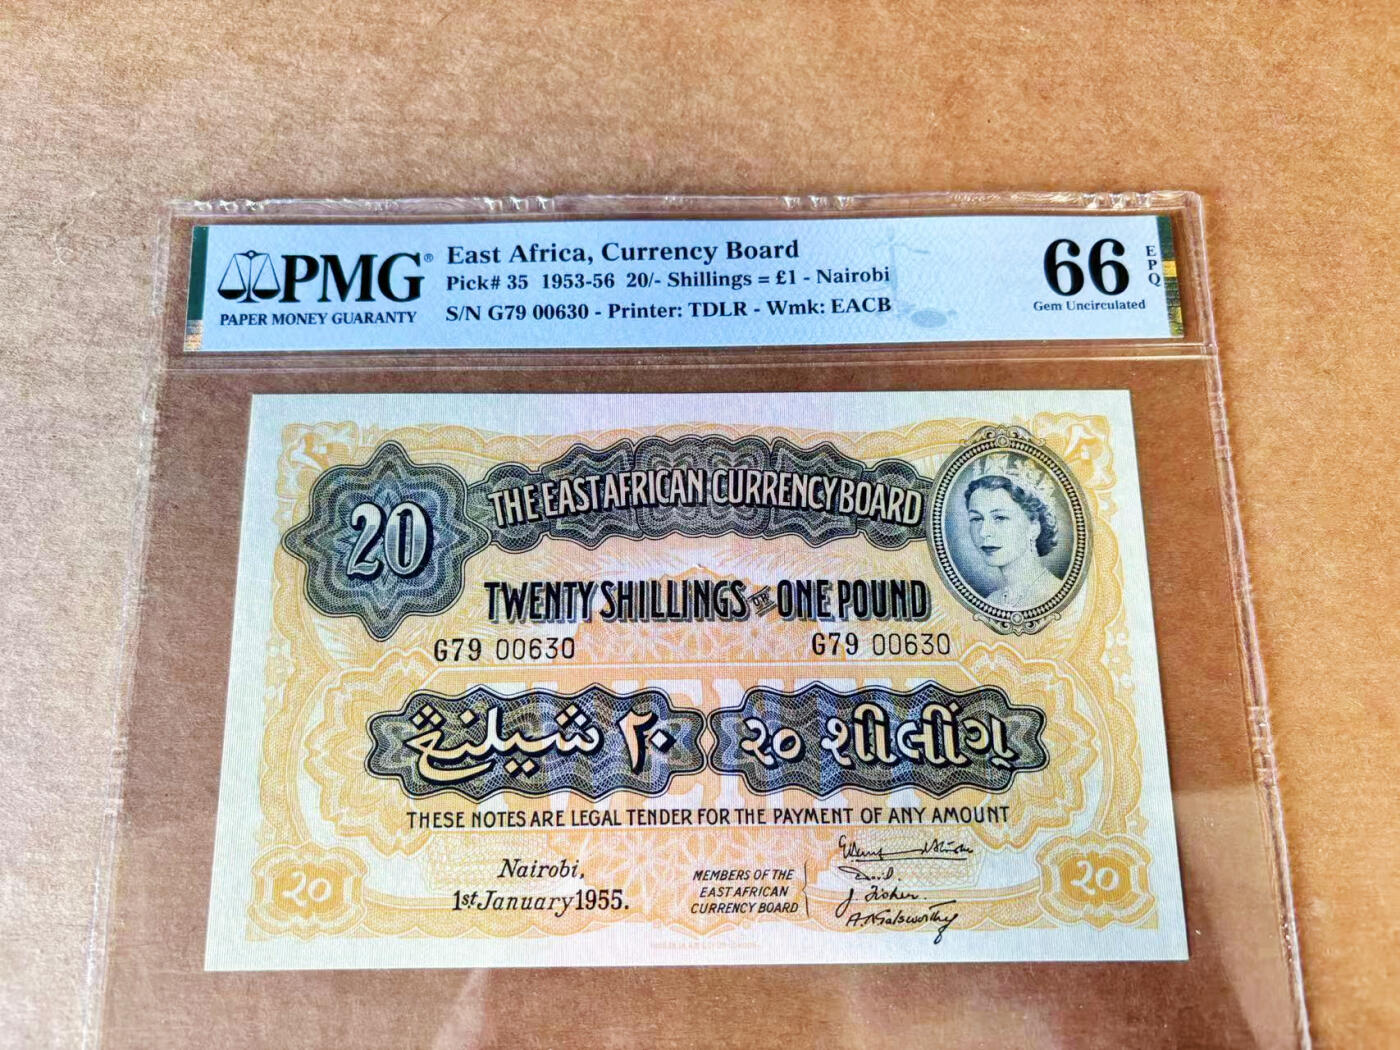 PMG®
PAPER MONEY GUARANTY
East Africa, Currency Board
Pick# 35 1953-56 20/- Shillings = £1 - Nairobi
S/N G79 00630 - Printer: TDLR - Wmk: EACB
66
EPQ
Gem Uncirculated
20
THE EAST AFRICAN CURRENCY BOARD
TWENTY SHILLINGS OR ONE POUND
G79 00630 G79 00630
٢٠ شيلنڠ
૨૦ શીલીંગ
THESE NOTES ARE LEGAL TENDER FOR THE PAYMENT OF ANY AMOUNT
Nairobi,
1st January 1955.
MEMBERS OF THE
EAST AFRICAN
CURRENCY BOARD
J. Fisher.
A. N. Galsworthy
20 20